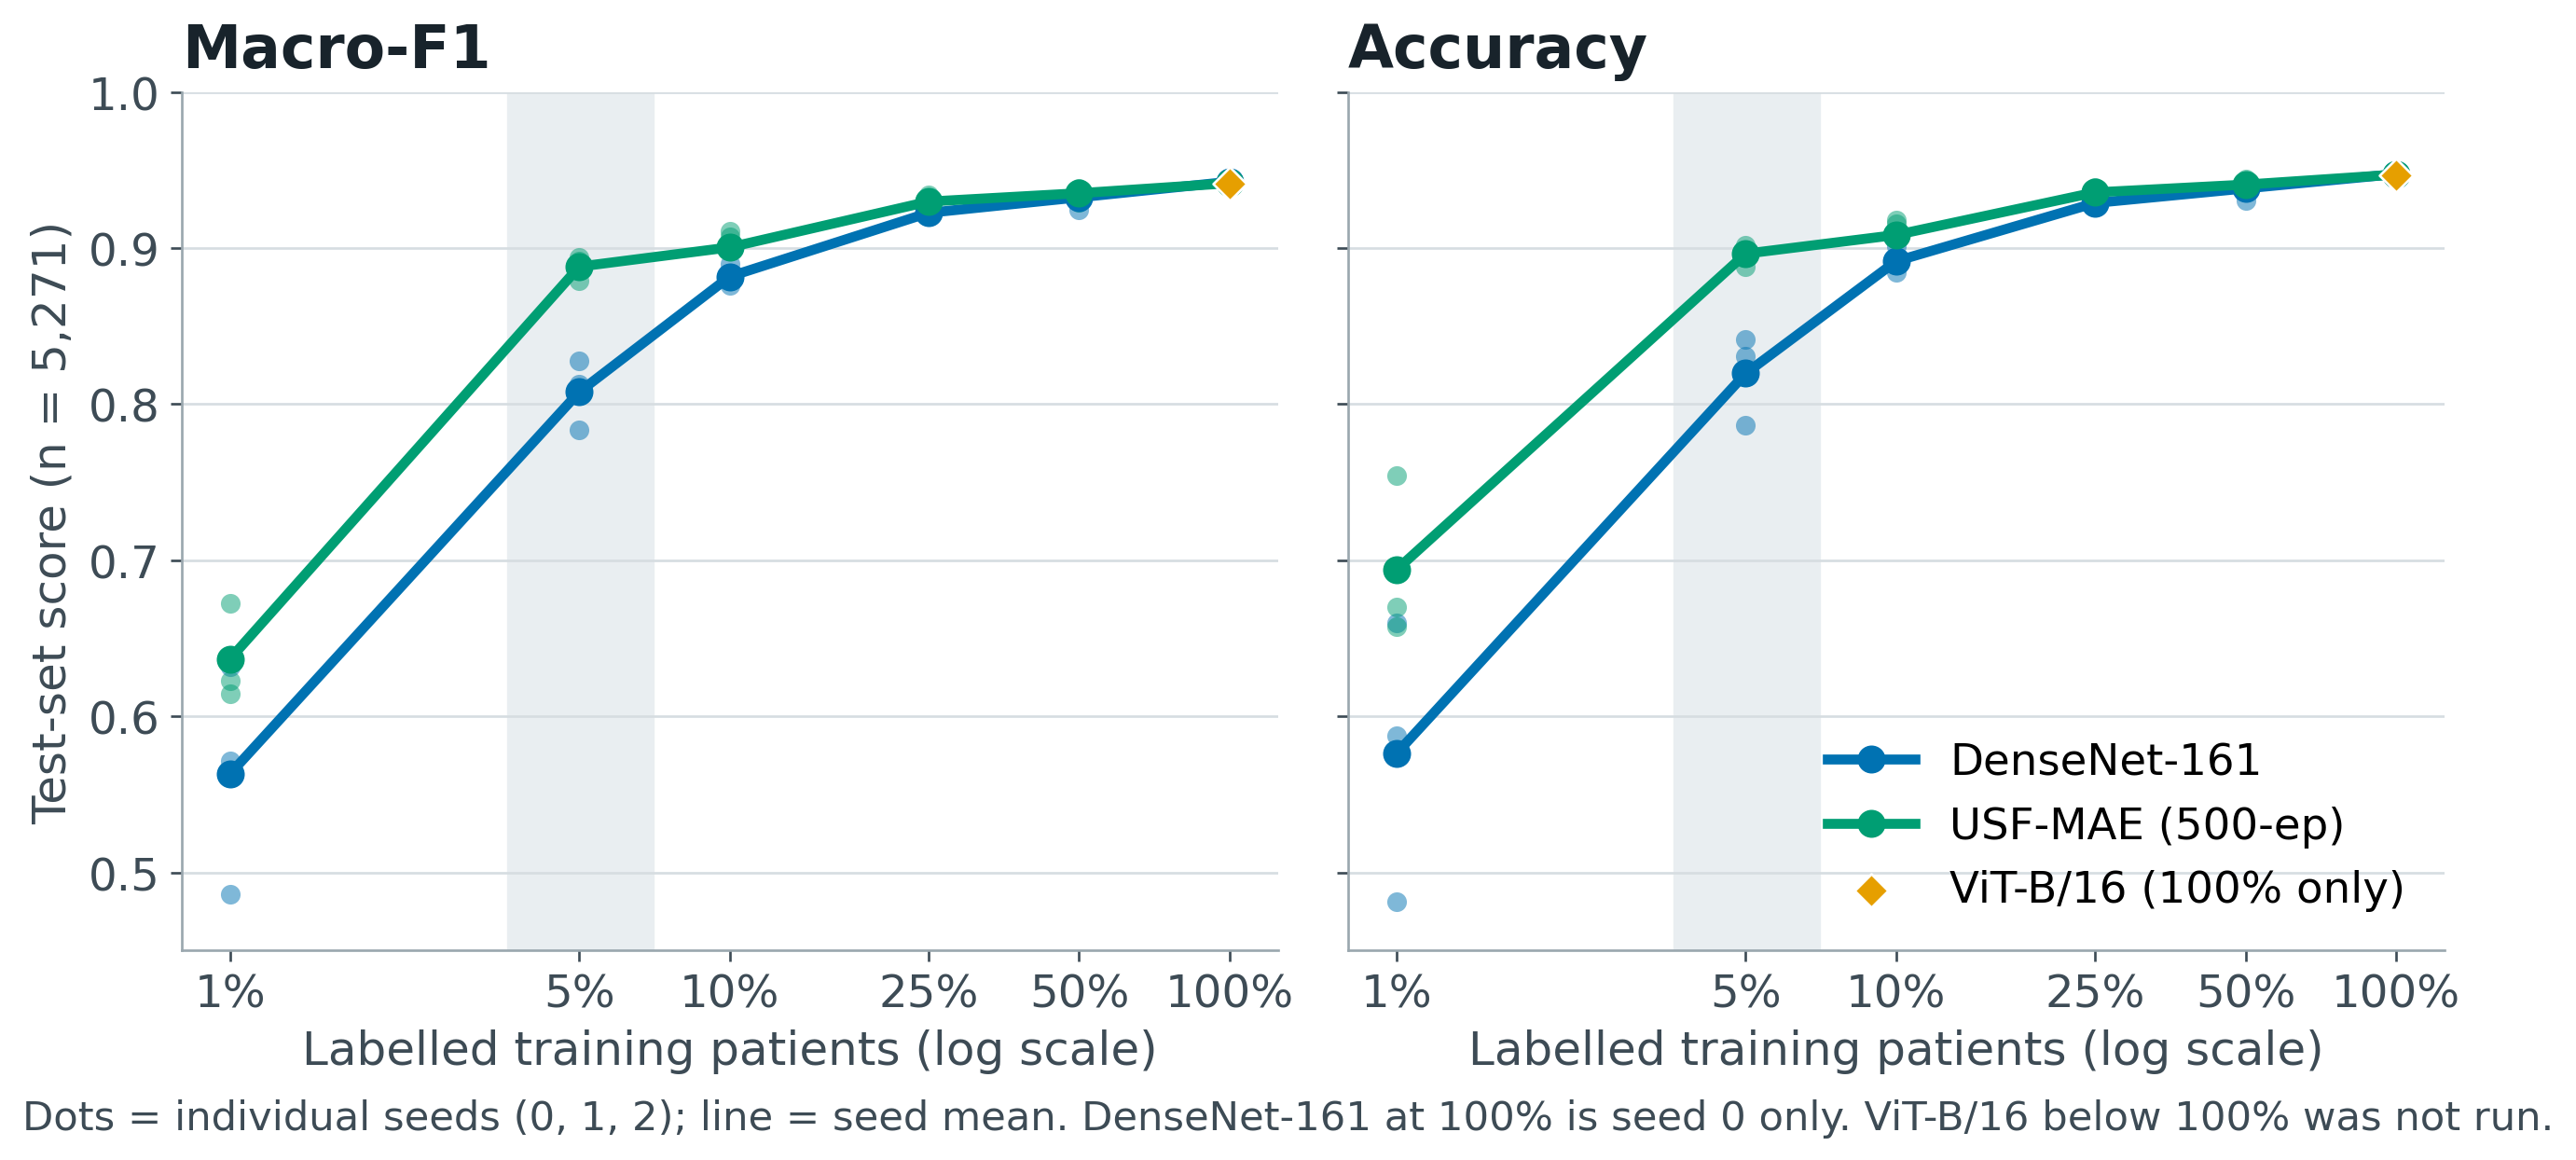 Macro-F1
Accuracy
Test-set score (n = 5,271)
1.0
0.9
0.8
0.7
0.6
0.5
1% 5% 10% 25% 50% 100%
1% 5% 10% 25% 50% 100%
Labelled training patients (log scale)
Labelled training patients (log scale)
DenseNet-161
USF-MAE (500-ep)
ViT-B/16 (100% only)
Dots = individual seeds (0, 1, 2); line = seed mean. DenseNet-161 at 100% is seed 0 only. ViT-B/16 below 100% was not run.